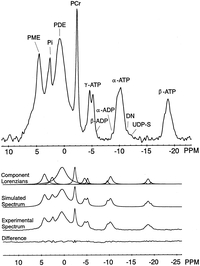 PCr
PDE
PME
Pi
γ-ATP
β-ADP
α-ADP
α-ATP
DN
UDP-S
β-ATP
10 5 0 -5 -10 -15 -20 PPM
Component
Lorenzians
Simulated
Spectrum
Experimental
Spectrum
Difference
10 5 0 -5 -10 -15 -20 -25 PPM